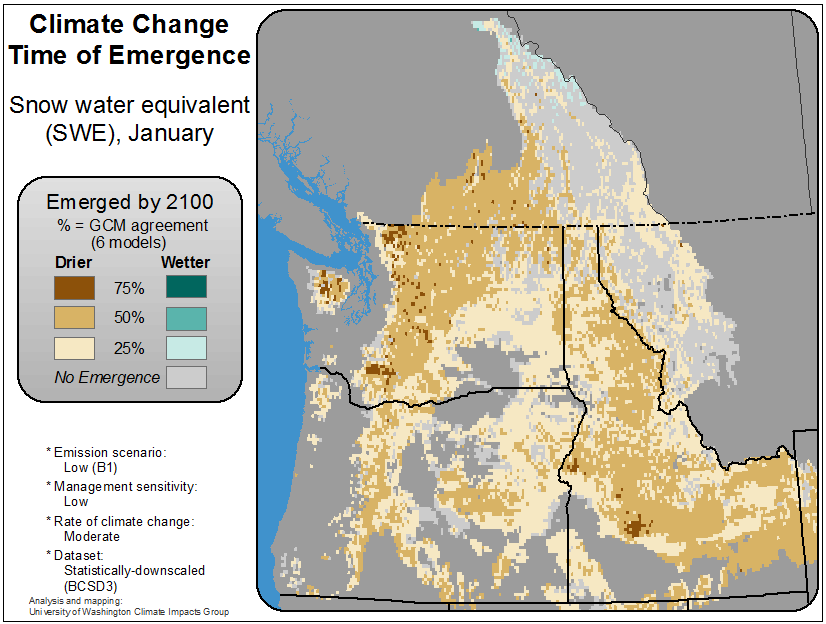 Climate Change
Time of Emergence
Snow water equivalent
(SWE), January
Emerged by 2100
% = GCM agreement
(6 models)
Drier Wetter
75%
50%
25%
No Emergence
* Emission scenario:
Low (B1)
* Management sensitivity:
Low
* Rate of climate change:
Moderate
* Dataset:
Statistically-downscaled
(BCSD3)
Analysis and mapping:
University of Washington Climate Impacts Group